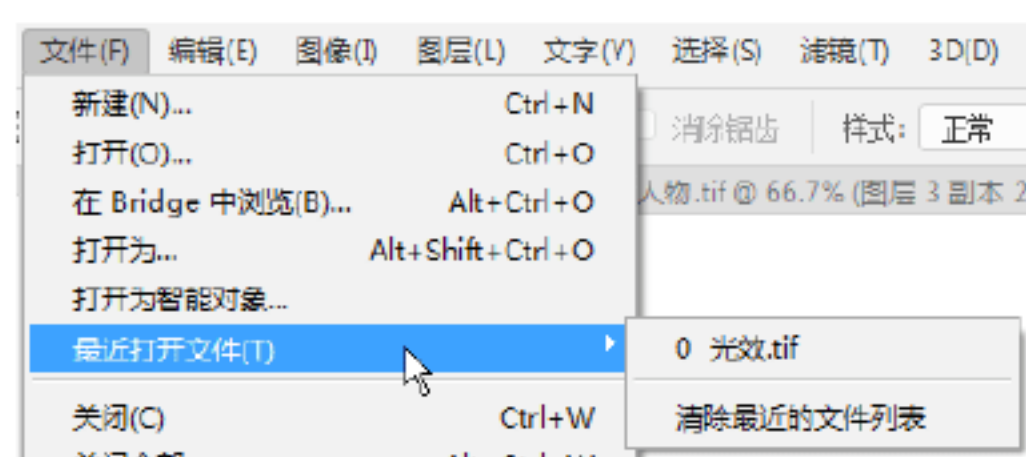 文件(F) 编辑(E) 图像(I) 图层(L) 文字(Y) 选择(S) 滤镜(T) 3D(D)
新建(N)... Ctrl+N
消除锯齿 样式: 正常
打开(O)... Ctrl+O
在 Bridge 中浏览(B)... Alt+Ctrl+O
人物.tif @ 66.7% (图层 3 副本 2
打开为... Alt+Shift+Ctrl+O
打开为智能对象...
最近打开文件(T)
0 光效.tif
清除最近的文件列表
关闭(C) Ctrl+W